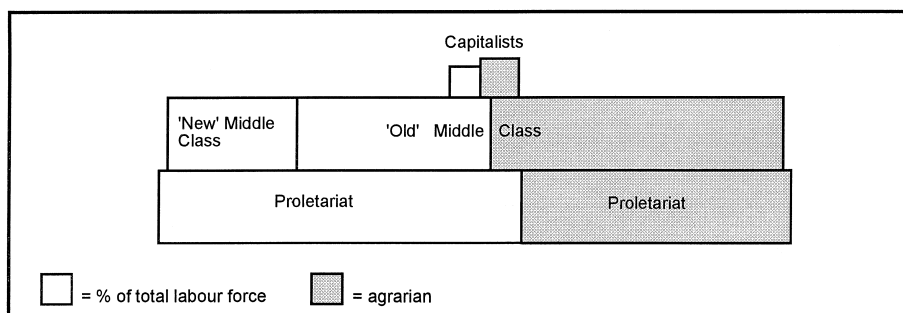 Capitalists
'New' Middle
Class
'Old' Middle Class
Proletariat
Proletariat
= % of total labour force
= agrarian